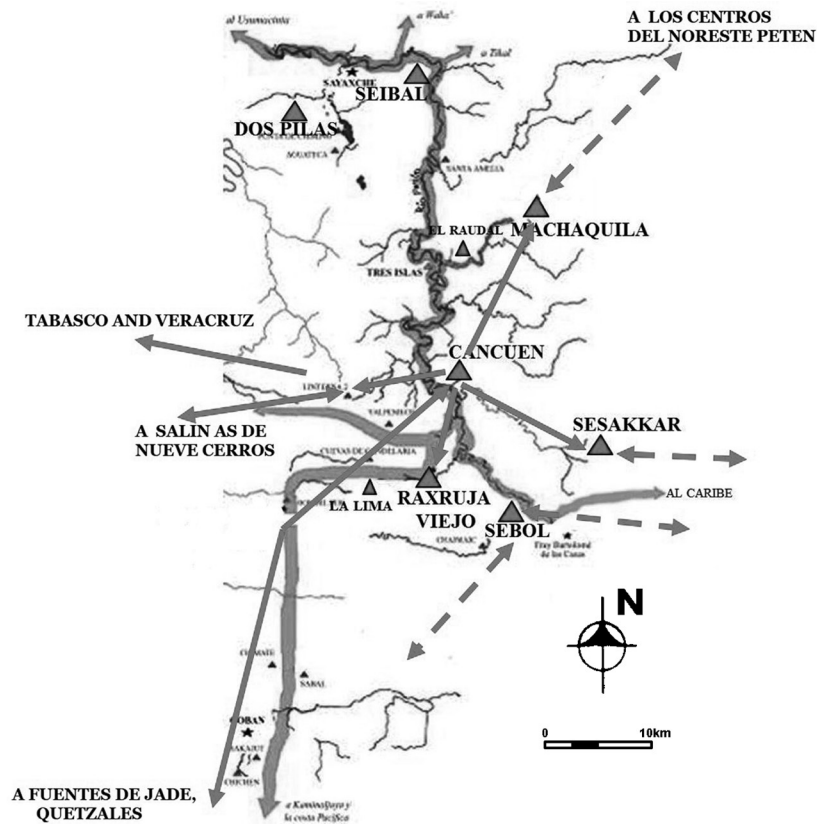 al Usumacinta
a Waka'
a Tikal
A LOS CENTROS
DEL NORESTE PETEN
SAYAXCHE
SEIBAL
DOS PILAS
AGUATECA
SANTA AMELIA
Río Pasión
EL RAUDAL
MACHAQUILA
TRES ISLAS
TABASCO AND VERACRUZ
CANCUEN
LINTERNA 2
A SALIN AS DE
NUEVE CERROS
SESAKKAR
CUEVAS DE CANDELARIA
LA LIMA
RAXRUJA
VIEJO
SEBOL
AL CARIBE
Fray Bartolomé
de las Casas
N
SABAL
COBAN
CHICHEN
0
10km
A FUENTES DE JADE,
QUETZALES
a Kaminaljuyu y
la costa Pacífica